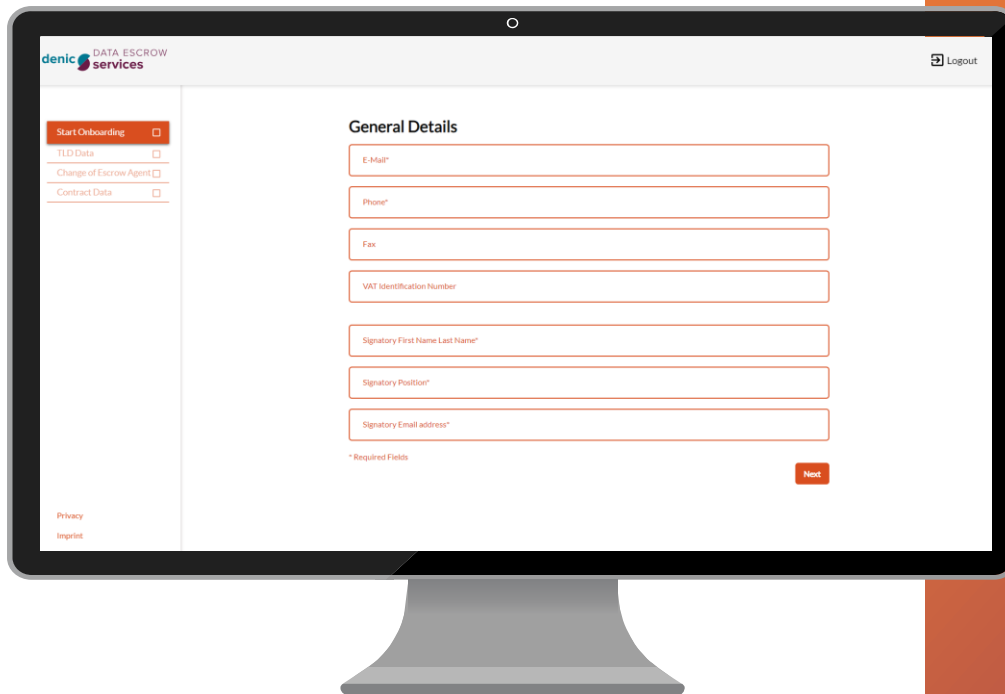 denic DATA ESCROW
services
Logout
Start Onboarding
TLD Data
Change of Escrow Agent
Contract Data
General Details
E-Mail*
Phone*
Fax
VAT Identification Number
Signatory First Name Last Name*
Signatory Position*
Signatory Email address*
* Required Fields
Next
Privacy
Imprint